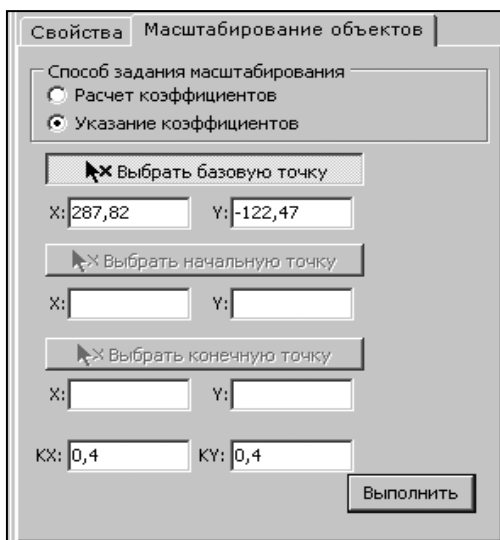 Свойства Масштабирование объектов
Способ задания масштабирования
Расчет коэффициентов
Указание коэффициентов
Выбрать базовую точку
X: 287,82 Y: -122,47
Выбрать начальную точку
X: Y:
Выбрать конечную точку
X: Y:
KX: 0,4 KY: 0,4
Выполнить